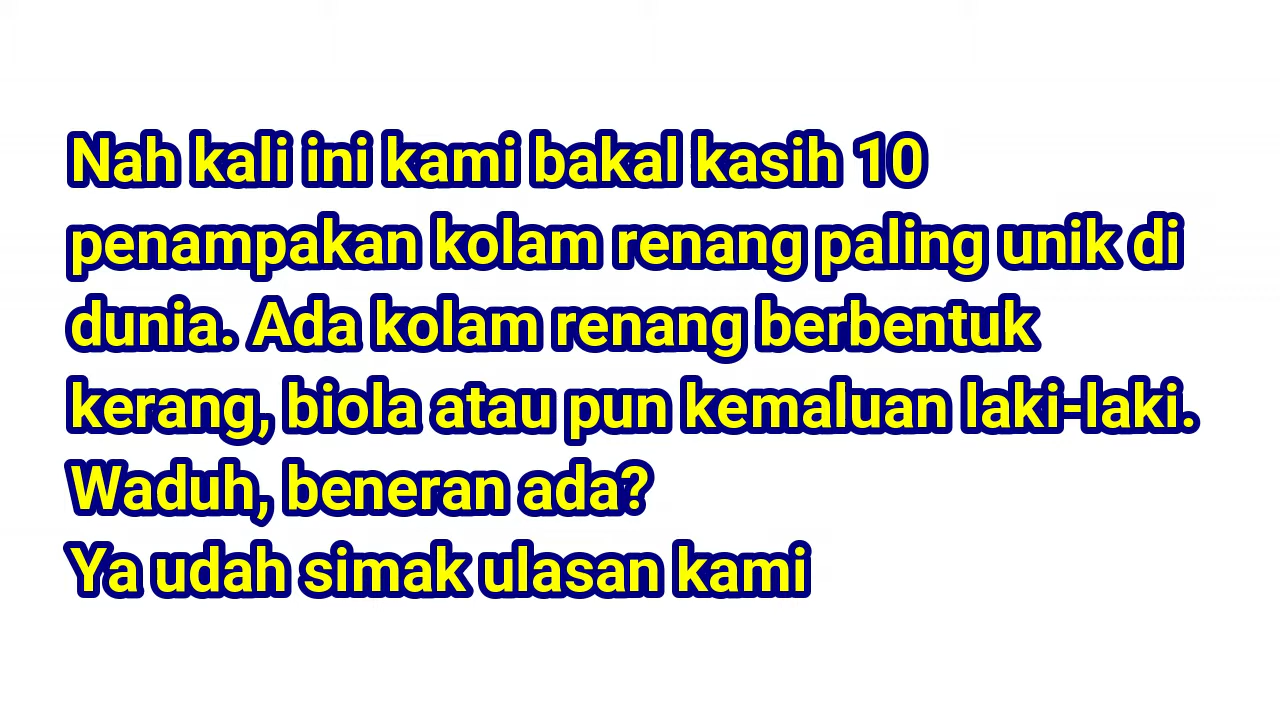 Nah kali ini kami bakal kasih 10
penampakan kolam renang paling unik di
dunia. Ada kolam renang berbentuk
kerang, biola atau pun kemaluan laki-laki.
Waduh, beneran ada?
Ya udah simak ulasan kami